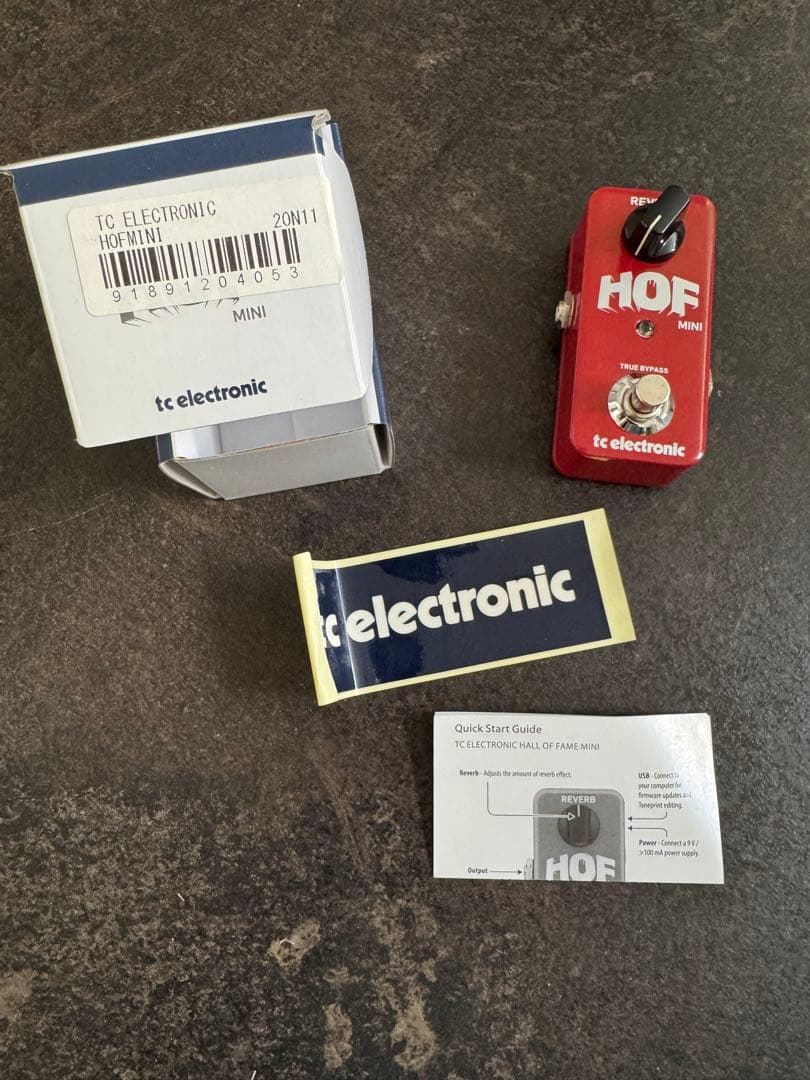 TC ELECTRONIC
HOFMINI 20N11
91891204053
MINI
tc electronic
HOF
MINI
TRUE BYPASS
tc electronic
tc electronic
Quick Start Guide
TC ELECTRONIC HALL OF FAME MINI
Reverb - Adjusts the amount of reverb effect.
USB - Connect to
your computer for
firmware updates and
Toneprint editing.
REVERB
Power - Connect a 9 V /
>100 mA power supply.
Output
HOF